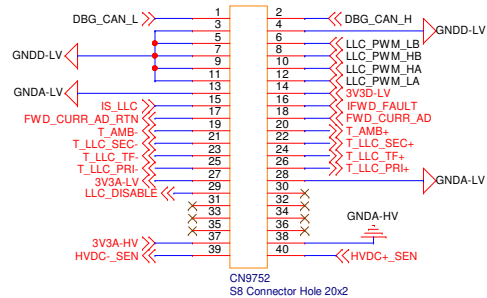 DBG_CAN_L 1 2 DBG_CAN_H
3 4 GNDD-LV
5 6 LLC_PWM_LB
GNDD-LV 7 8 LLC_PWM_HB
9 10 LLC_PWM_HA
11 12 LLC_PWM_LA
GNDA-LV 13 14 3V3D-LV
IS_LLC 15 16 IFWD_FAULT
FWD_CURR_AD_RTN 17 18 FWD_CURR_AD
T_AMB- 19 20 T_AMB+
T_LLC_SEC- 21 22 T_LLC_SEC+
T_LLC_TF- 23 24 T_LLC_TF+
T_LLC_PRI- 25 26 T_LLC_PRI+
3V3A-LV 27 28 GNDA-LV
LLC_DISABLE 29 30
31 32
33 34
35 36
GNDA-HV
3V3A-HV 37 38
HVDC-_SEN 39 40 HVDC+_SEN
CN9752
S8 Connector Hole 20x2